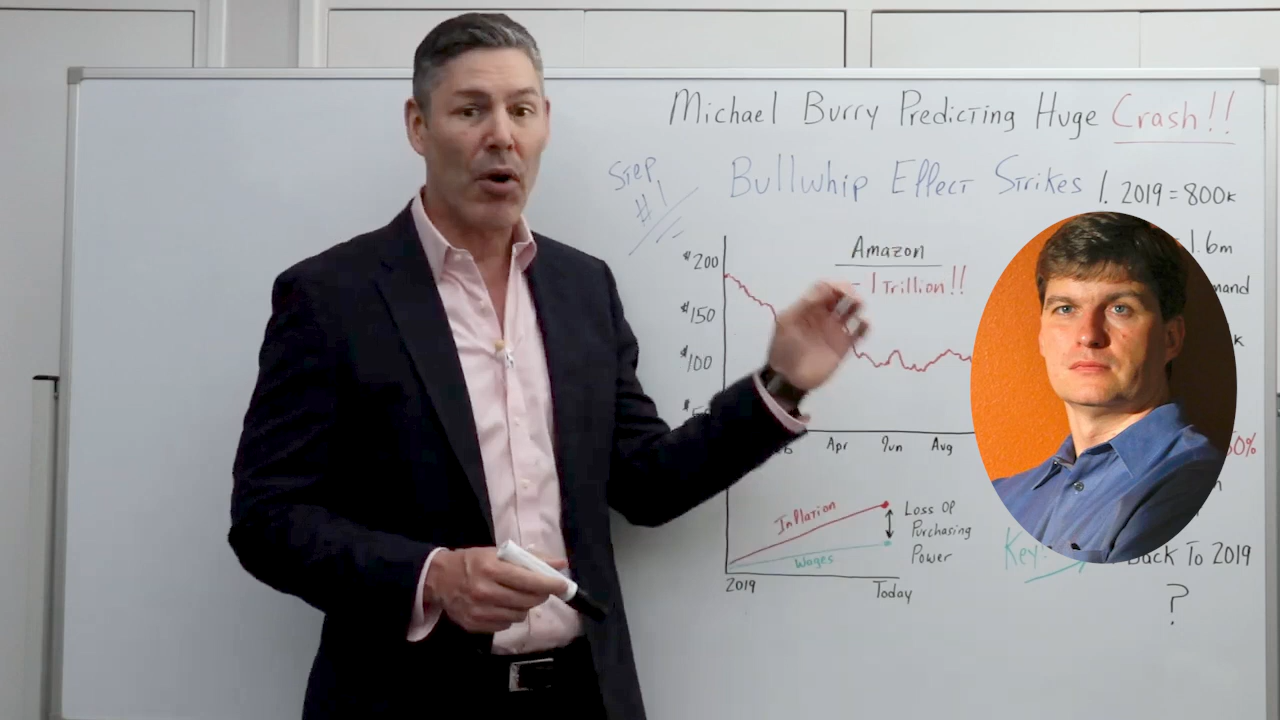 Michael Burry Predicting Huge Crash!!
Step
#1
Bullwhip Effect Strikes
1. 2019 = 800k
1.6m
Amazon
- 1 Trillion!!
$200
$150
$100
Apr Jun Aug
50%
Inflation
Wages
Loss Of
Purchasing
Power
2019
Today
Key!
Back To 2019
?